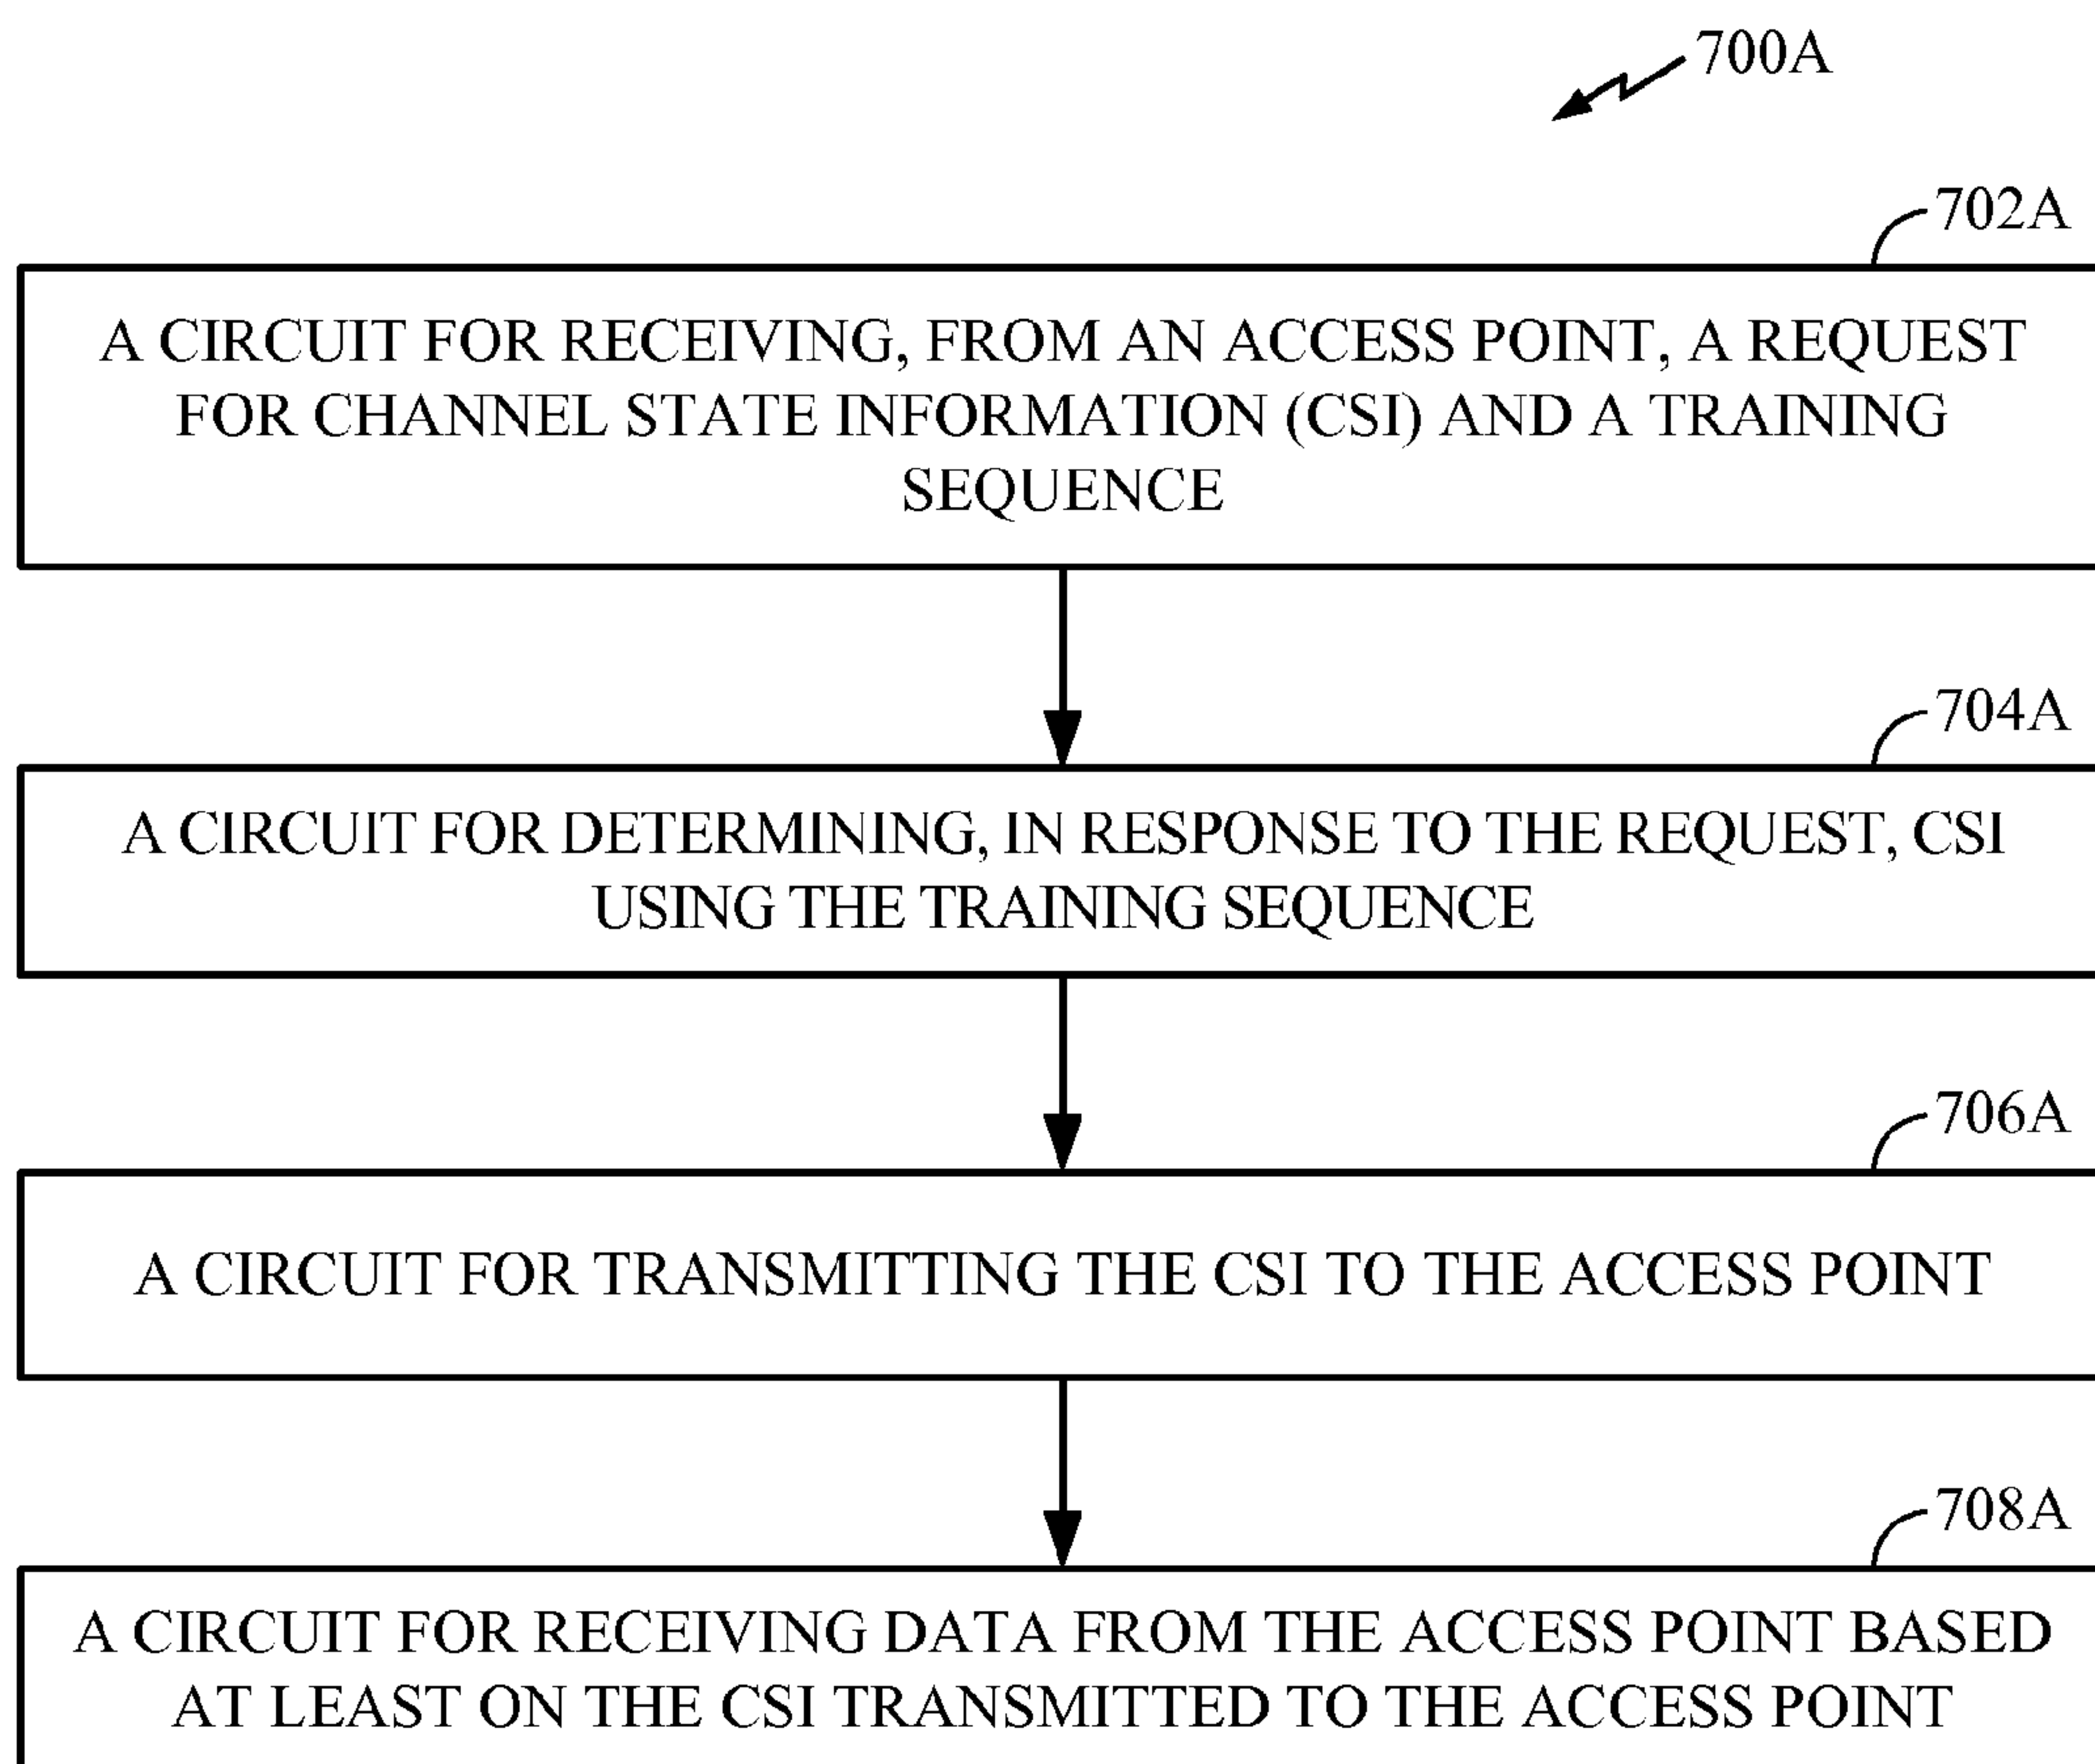 700A
702A
A CIRCUIT FOR RECEIVING, FROM AN ACCESS POINT, A REQUEST
FOR CHANNEL STATE INFORMATION (CSI) AND A TRAINING
SEQUENCE
704A
A CIRCUIT FOR DETERMINING, IN RESPONSE TO THE REQUEST, CSI
USING THE TRAINING SEQUENCE
706A
A CIRCUIT FOR TRANSMITTING THE CSI TO THE ACCESS POINT
708A
A CIRCUIT FOR RECEIVING DATA FROM THE ACCESS POINT BASED
AT LEAST ON THE CSI TRANSMITTED TO THE ACCESS POINT